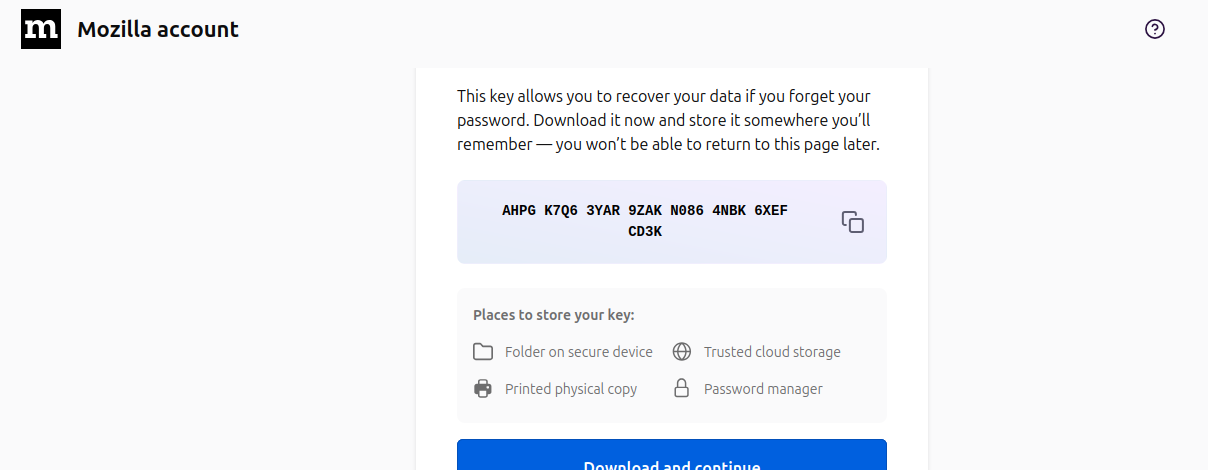 m Mozilla account
This key allows you to recover your data if you forget your
password. Download it now and store it somewhere you’ll
remember — you won’t be able to return to this page later.
AHPG K7Q6 3YAR 9ZAK N086 4NBK 6XEF
CD3K
Places to store your key:
Folder on secure device
Trusted cloud storage
Printed physical copy
Password manager
Download and continue